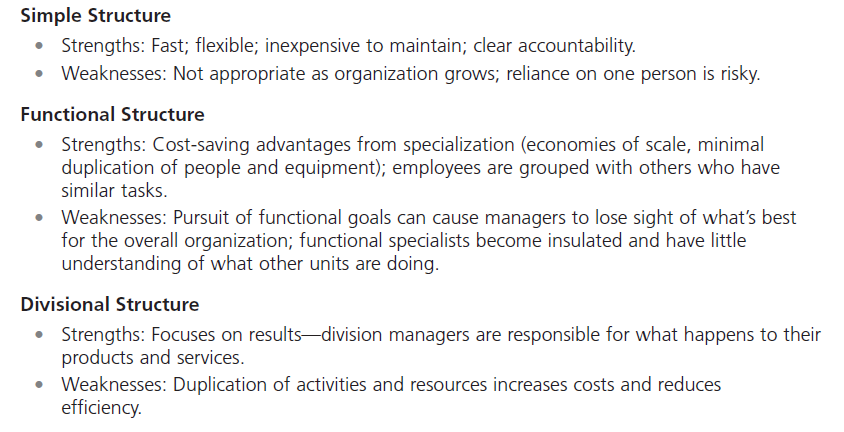 Simple Structure
• Strengths: Fast; flexible; inexpensive to maintain; clear accountability.
• Weaknesses: Not appropriate as organization grows; reliance on one person is risky.
Functional Structure
• Strengths: Cost-saving advantages from specialization (economies of scale, minimal
duplication of people and equipment); employees are grouped with others who have
similar tasks.
• Weaknesses: Pursuit of functional goals can cause managers to lose sight of what’s best
for the overall organization; functional specialists become insulated and have little
understanding of what other units are doing.
Divisional Structure
• Strengths: Focuses on results—division managers are responsible for what happens to their
products and services.
• Weaknesses: Duplication of activities and resources increases costs and reduces
efficiency.